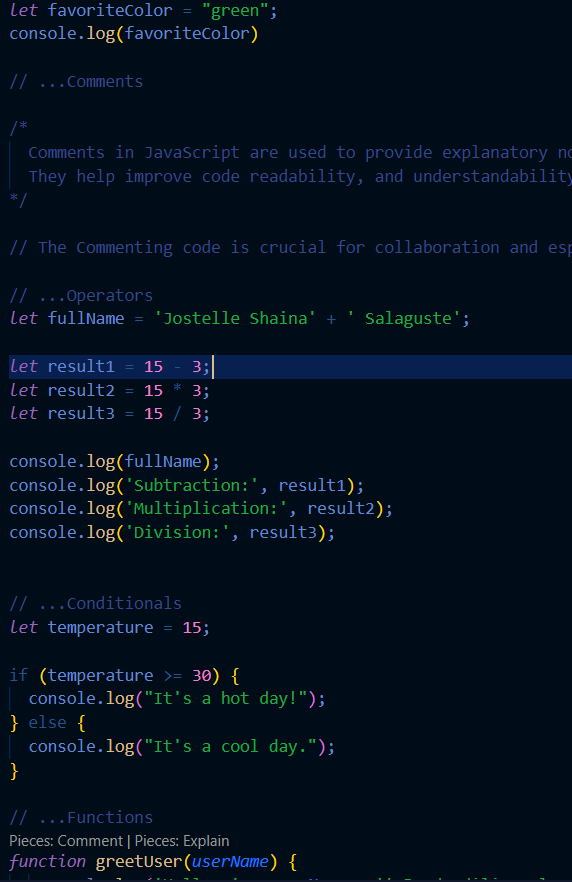 let favoriteColor = "green";
console.log(favoriteColor)
// ...Comments
/*
Comments in JavaScript are used to provide explanatory
They help improve code readability, and understandability
*/
// The Commenting code is crucial for collaboration and
// ...Operators
let fullName = 'Jostelle Shaina' + ' Salaguste';
let result1 = 15 - 3;
let result2 = 15 * 3;
let result3 = 15 / 3;
console.log(fullName);
console.log('Subtraction:', result1);
console.log('Multiplication:', result2);
console.log('Division:', result3);
// ...Conditionals
let temperature = 15;
if (temperature >= 30) {
console.log("It's a hot day!");
} else {
console.log("It's a cool day.");
}
// ...Functions
Pieces: Comment | Pieces: Explain
function greetUser(userName) {